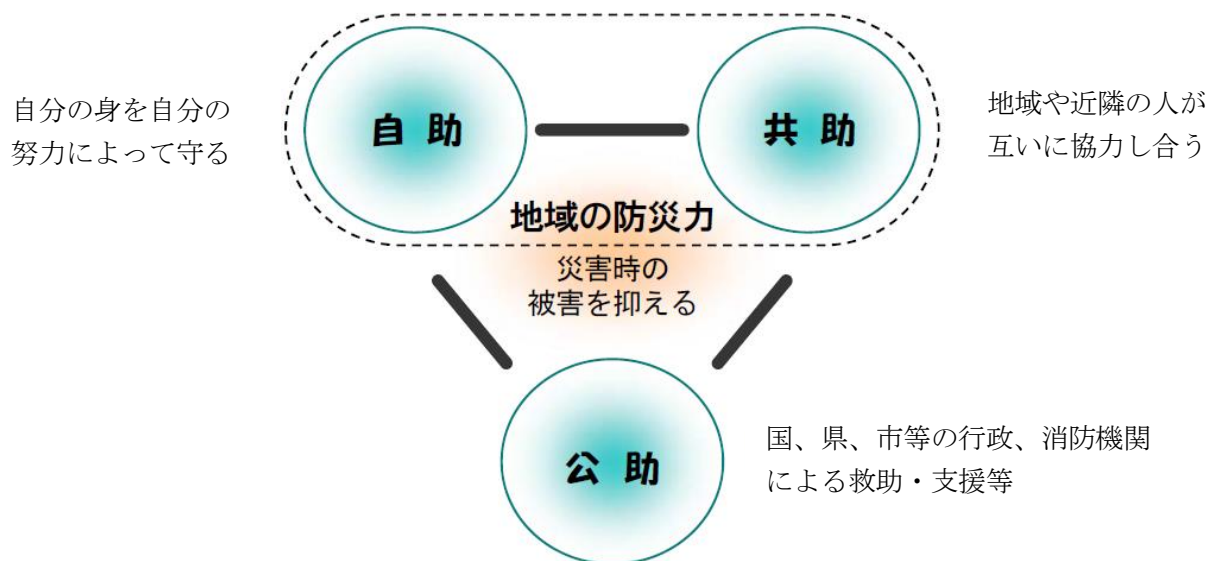 自分の身を自分の
努力によって守る
自助
共助
地域や近隣の人が
互いに協力し合う
地域の防災力
災害時の
被害を抑える
公助
国、県、市等の行政、消防機関
による救助・支援等